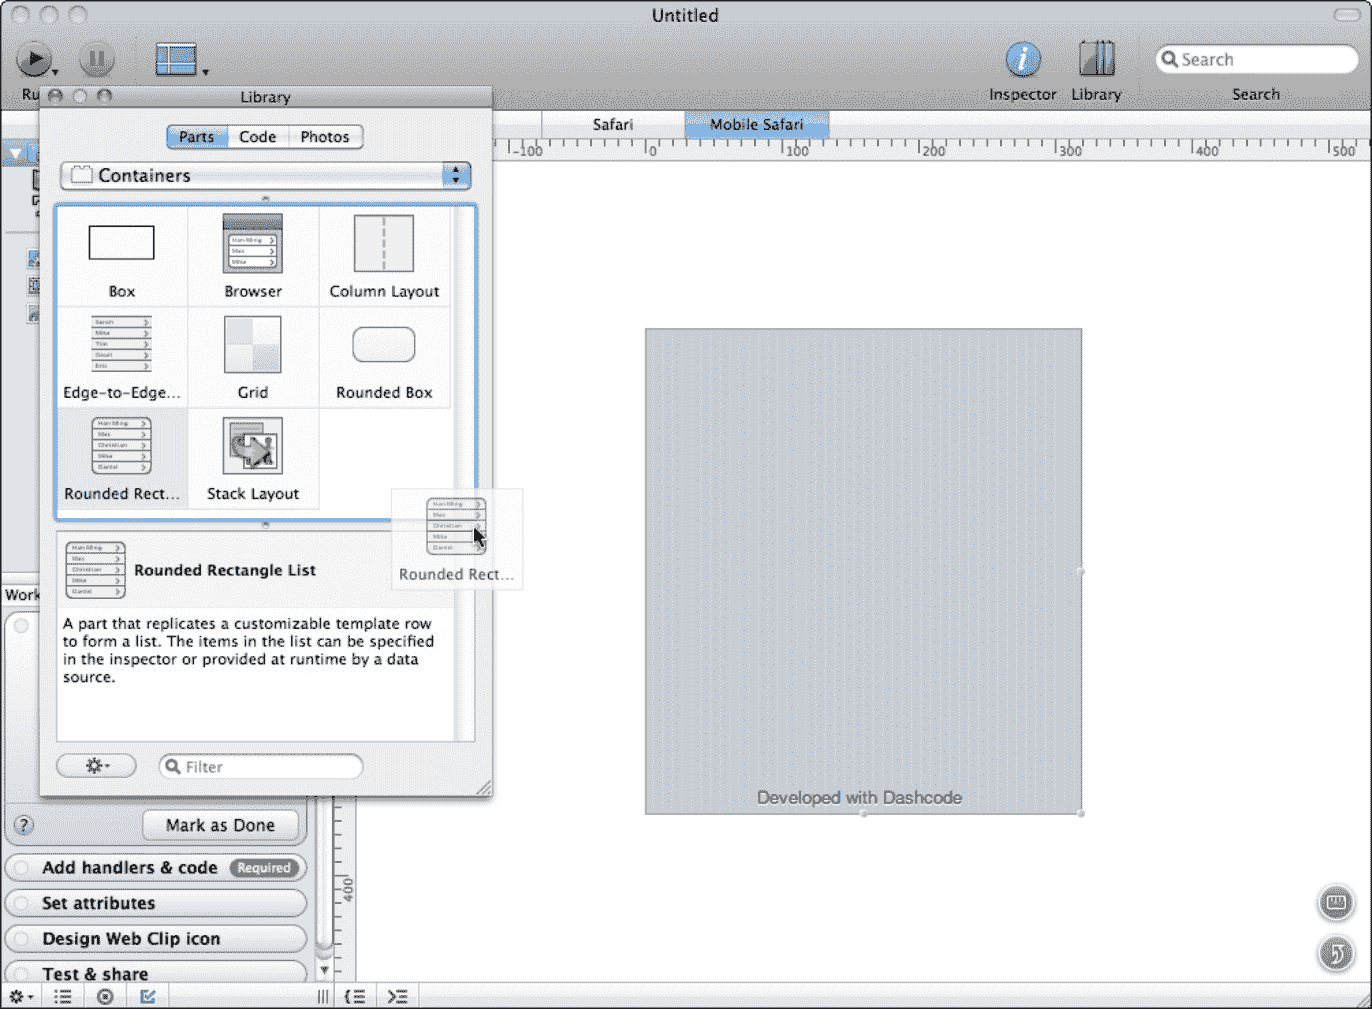 Untitled
Ru
Inspector
Library
Search
Search
Library
Parts
Code
Photos
Safari
Mobile Safari
Containers
-100
0
100
200
300
400
500
Box
Browser
Column Layout
Edge-to-Edge...
Grid
Rounded Box
Rounded Rect...
Stack Layout
Rounded Rect...
Rounded Rectangle List
A part that replicates a customizable template row
to form a list. The items in the list can be specified
in the inspector or provided at runtime by a data
source.
Filter
Work
Developed with Dashcode
?
Mark as Done
400
Add handlers & code
Required
Set attributes
Design Web Clip icon
Test & share